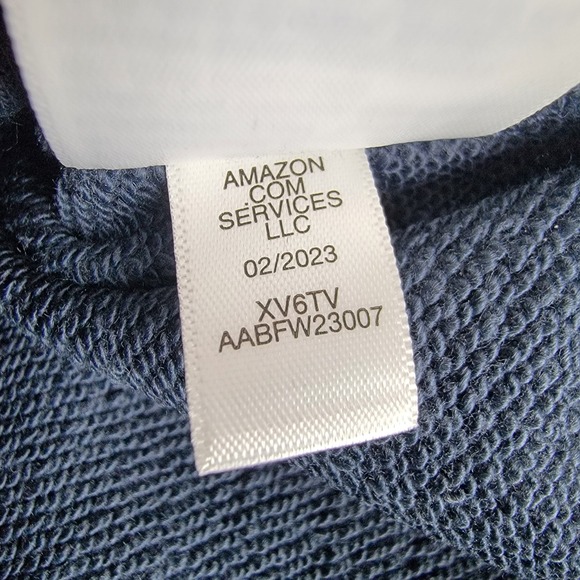 AMAZON
.COM
SERVICES
LLC
02/2023
XV6TV
AABFW23007